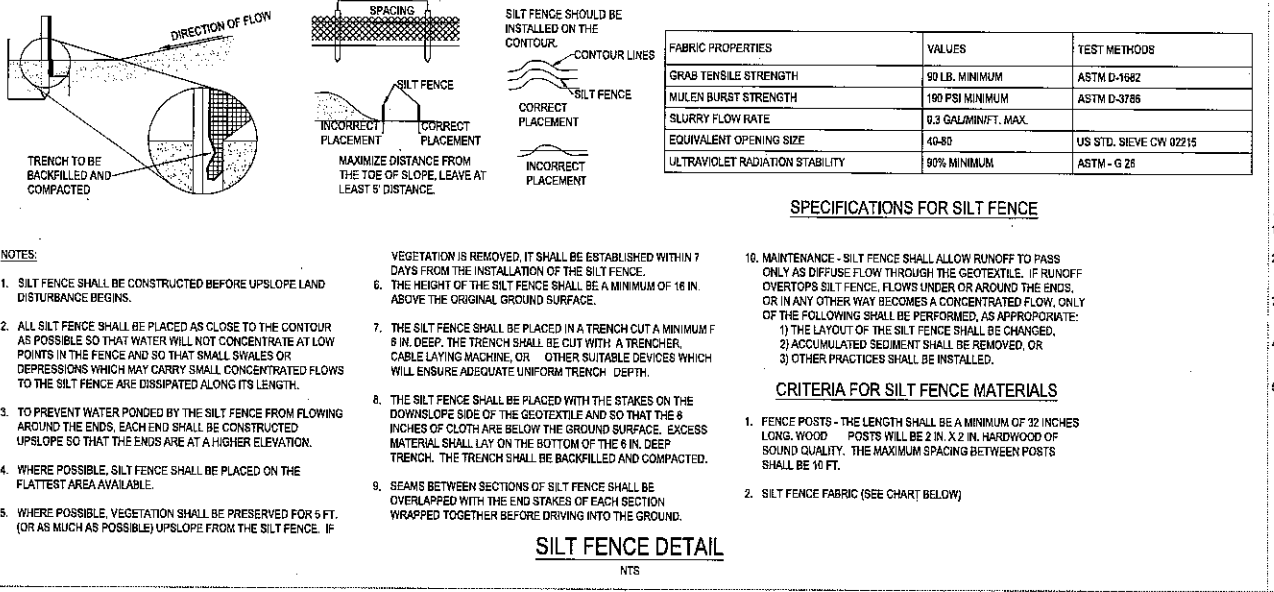 DIRECTION OF FLOW
TRENCH TO BE
BACKFILLED AND
COMPACTED
SPACING
SILT FENCE
INCORRECT
PLACEMENT
CORRECT
PLACEMENT
MAXIMIZE DISTANCE FROM
THE TOE OF SLOPE, LEAVE AT
LEAST 5' DISTANCE.
SILT FENCE SHOULD BE
INSTALLED ON THE
CONTOUR.
CONTOUR LINES
SILT FENCE
CORRECT
PLACEMENT
INCORRECT
PLACEMENT
FABRIC PROPERTIES VALUES TEST METHODS
GRAB TENSILE STRENGTH 90 LB. MINIMUM ASTM D-1682
MULEN BURST STRENGTH 190 PSI MINIMUM ASTM D-3786
SLURRY FLOW RATE 0.3 GAL/MIN/FT. MAX.
EQUIVALENT OPENING SIZE 40-80 US STD. SIEVE CW 02215
ULTRAVIOLET RADIATION STABILITY 90% MINIMUM ASTM - G 26
SPECIFICATIONS FOR SILT FENCE
NOTES:
1. SILT FENCE SHALL BE CONSTRUCTED BEFORE UPSLOPE LAND
DISTURBANCE BEGINS.
2. ALL SILT FENCE SHALL BE PLACED AS CLOSE TO THE CONTOUR
AS POSSIBLE SO THAT WATER WILL NOT CONCENTRATE AT LOW
POINTS IN THE FENCE AND SO THAT SMALL SWALES OR
DEPRESSIONS WHICH MAY CARRY SMALL CONCENTRATED FLOWS
TO THE SILT FENCE ARE DISSIPATED ALONG ITS LENGTH.
3. TO PREVENT WATER PONDED BY THE SILT FENCE FROM FLOWING
AROUND THE ENDS, EACH END SHALL BE CONSTRUCTED
UPSLOPE SO THAT THE ENDS ARE AT A HIGHER ELEVATION.
4. WHERE POSSIBLE, SILT FENCE SHALL BE PLACED ON THE
FLATTEST AREA AVAILABLE.
5. WHERE POSSIBLE, VEGETATION SHALL BE PRESERVED FOR 5 FT.
(OR AS MUCH AS POSSIBLE) UPSLOPE FROM THE SILT FENCE. IF
VEGETATION IS REMOVED, IT SHALL BE ESTABLISHED WITHIN 7
DAYS FROM THE INSTALLATION OF THE SILT FENCE.
6. THE HEIGHT OF THE SILT FENCE SHALL BE A MINIMUM OF 16 IN.
ABOVE THE ORIGINAL GROUND SURFACE.
7. THE SILT FENCE SHALL BE PLACED IN A TRENCH CUT A MINIMUM F
6 IN. DEEP. THE TRENCH SHALL BE CUT WITH A TRENCHER,
CABLE LAYING MACHINE, OR OTHER SUITABLE DEVICES WHICH
WILL ENSURE ADEQUATE UNIFORM TRENCH DEPTH.
8. THE SILT FENCE SHALL BE PLACED WITH THE STAKES ON THE
DOWNSLOPE SIDE OF THE GEOTEXTILE AND SO THAT THE 8
INCHES OF CLOTH ARE BELOW THE GROUND SURFACE. EXCESS
MATERIAL SHALL LAY ON THE BOTTOM OF THE 6 IN. DEEP
TRENCH. THE TRENCH SHALL BE BACKFILLED AND COMPACTED.
9. SEAMS BETWEEN SECTIONS OF SILT FENCE SHALL BE
OVERLAPPED WITH THE END STAKES OF EACH SECTION
WRAPPED TOGETHER BEFORE DRIVING INTO THE GROUND.
10. MAINTENANCE - SILT FENCE SHALL ALLOW RUNOFF TO PASS
ONLY AS DIFFUSE FLOW THROUGH THE GEOTEXTILE. IF RUNOFF
OVERTOPS SILT FENCE, FLOWS UNDER OR AROUND THE ENDS,
OR IN ANY OTHER WAY BECOMES A CONCENTRATED FLOW, ONLY
OF THE FOLLOWING SHALL BE PERFORMED, AS APPROPORIATE:
1) THE LAYOUT OF THE SILT FENCE SHALL BE CHANGED,
2) ACCUMULATED SEDIMENT SHALL BE REMOVED, OR
3) OTHER PRACTICES SHALL BE INSTALLED.
CRITERIA FOR SILT FENCE MATERIALS
1. FENCE POSTS - THE LENGTH SHALL BE A MINIMUM OF 32 INCHES
LONG. WOOD POSTS WILL BE 2 IN. X 2 IN. HARDWOOD OF
SOUND QUALITY. THE MAXIMUM SPACING BETWEEN POSTS
SHALL BE 10 FT.
2. SILT FENCE FABRIC (SEE CHART BELOW)
SILT FENCE DETAIL
NTS